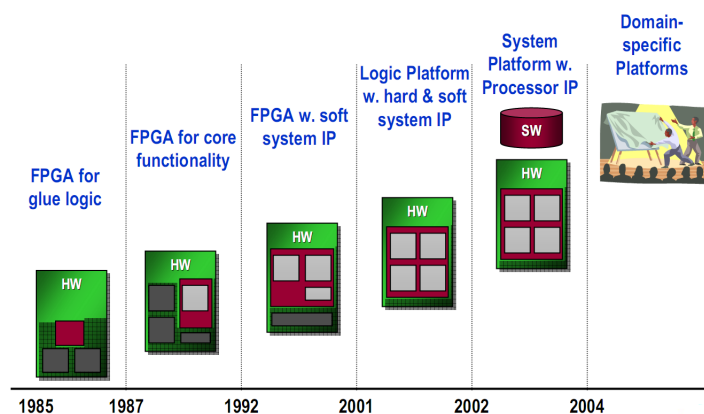 FPGA for
glue logic
HW
FPGA for core
functionality
HW
FPGA w. soft
system IP
HW
Logic Platform
w. hard & soft
system IP
HW
System
Platform w.
Processor IP
SW
HW
Domain-
specific
Platforms
1985
1987
1992
2001
2002
2004